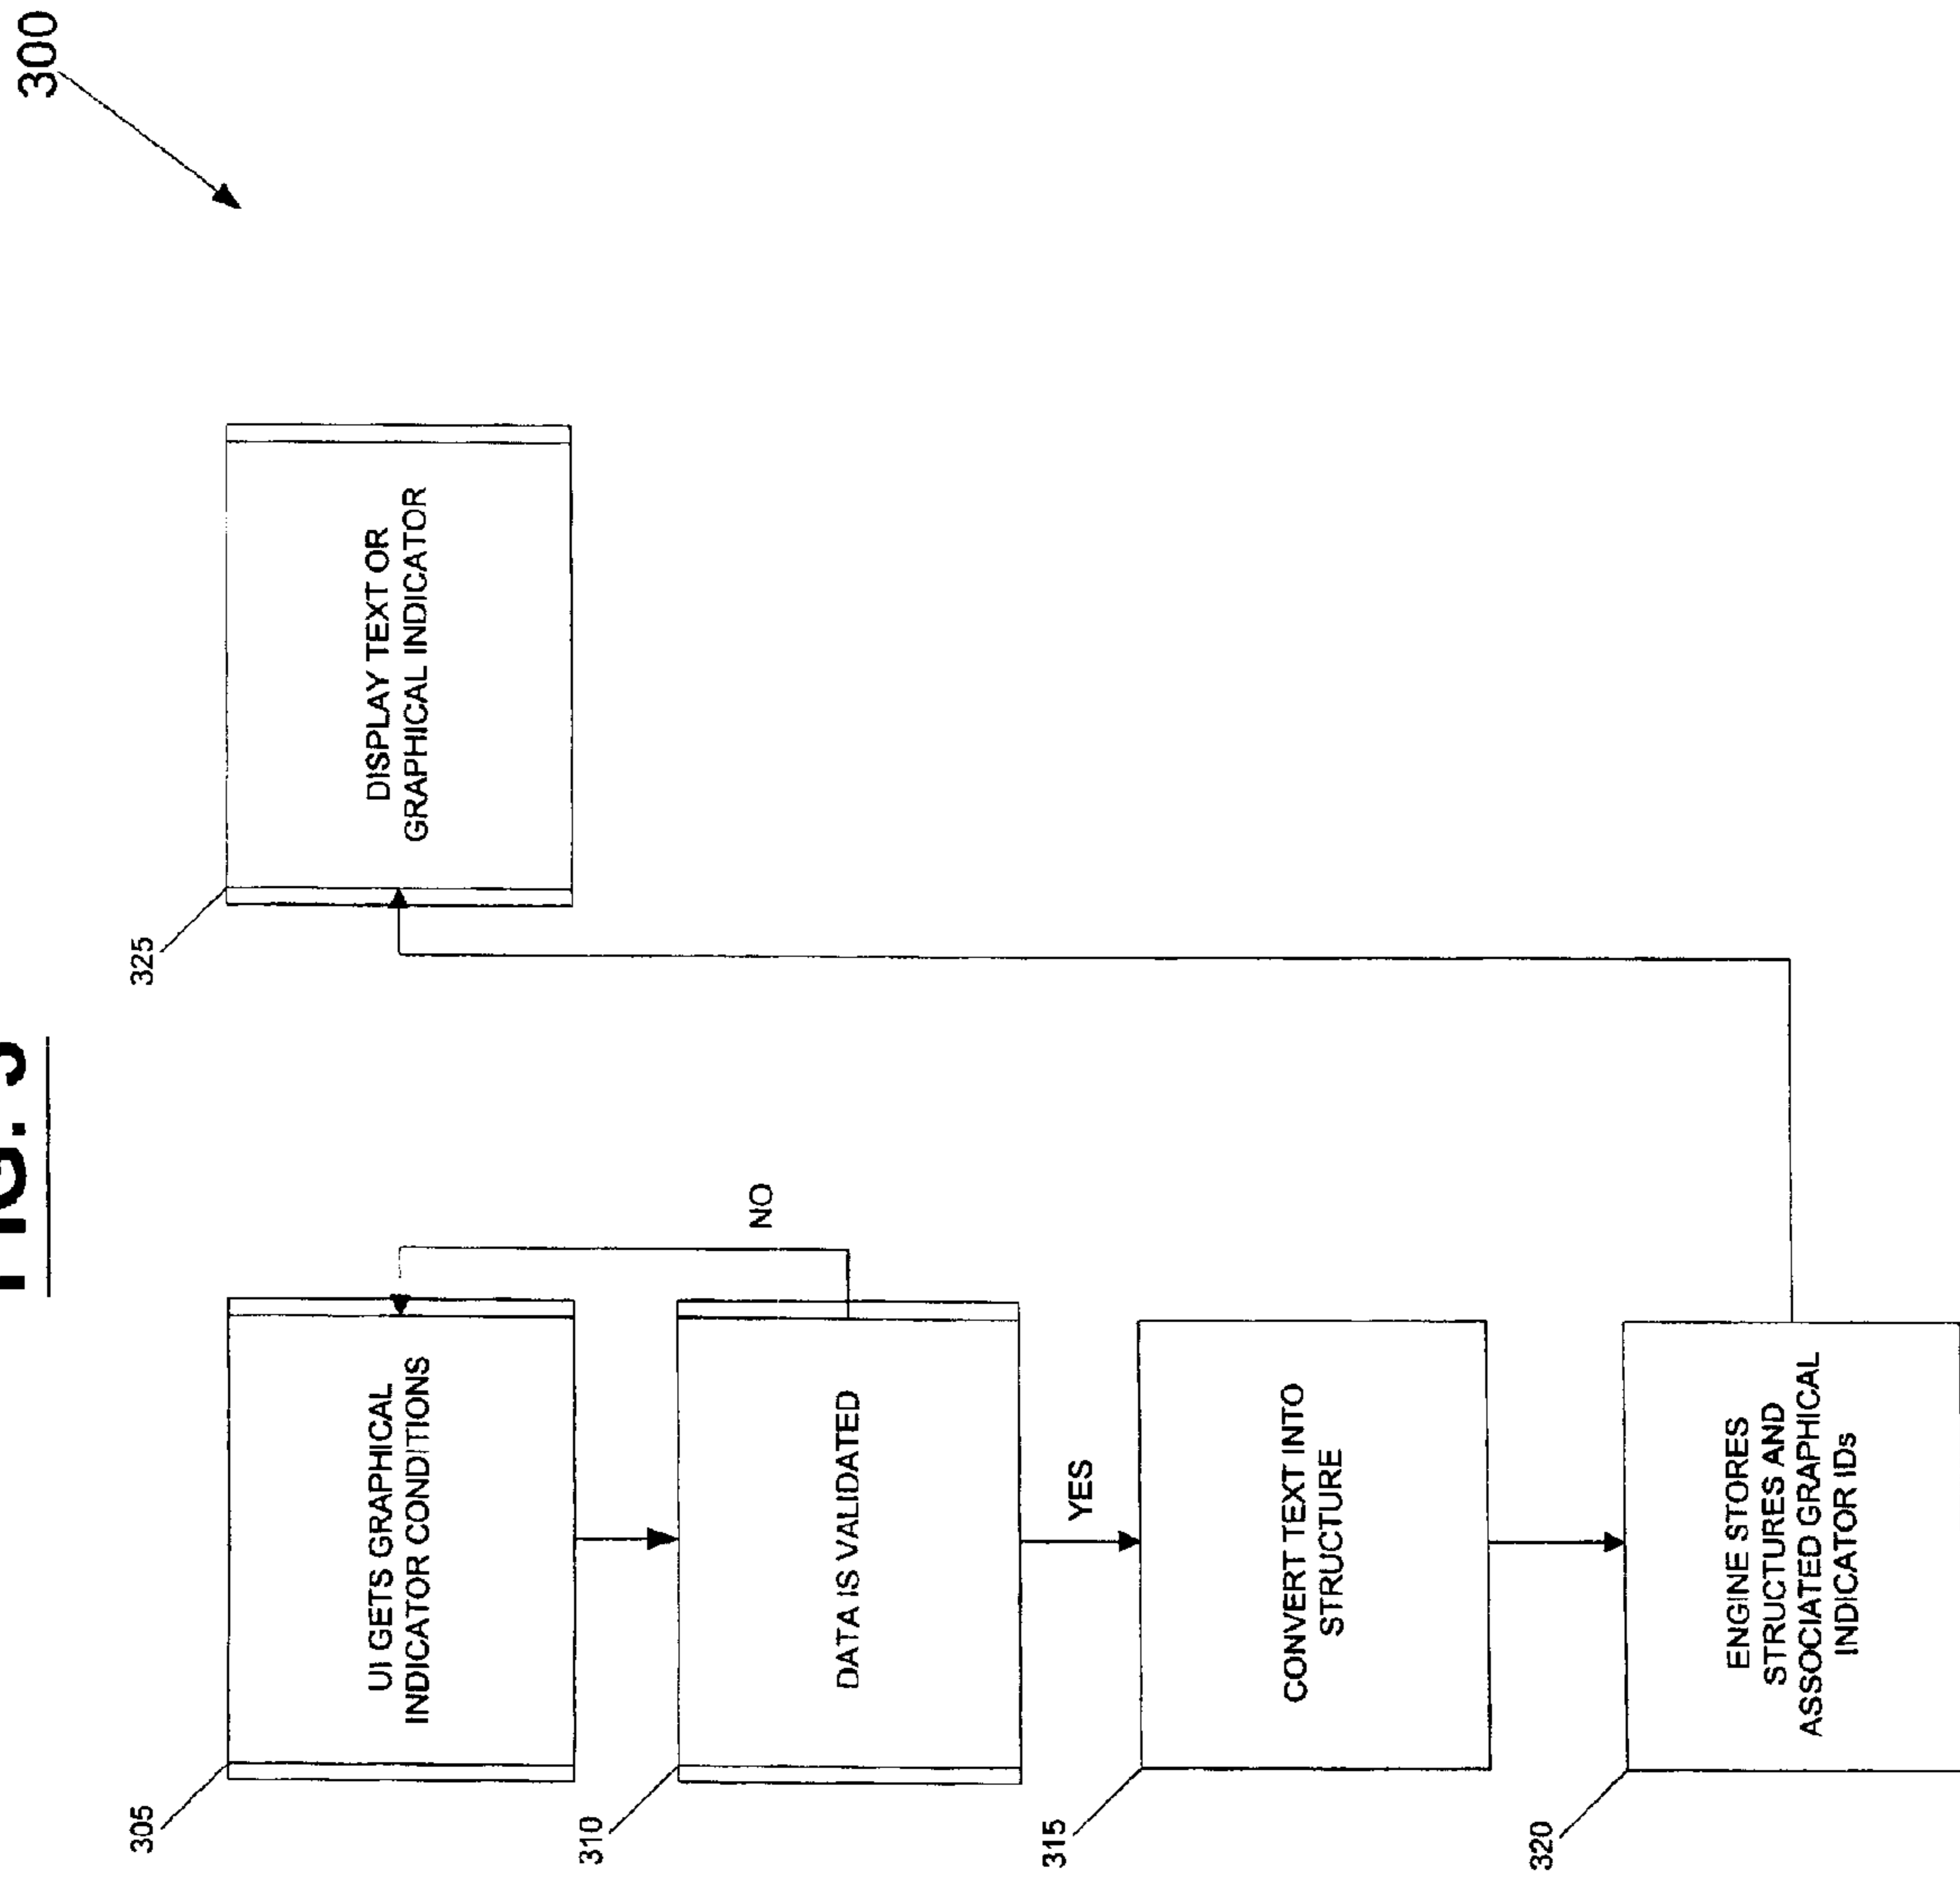 FIG. 3
300
305
UI GETS GRAPHICAL
INDICATOR CONDITIONS
NO
310
DATA IS VALIDATED
YES
315
CONVERT TEXT INTO
STRUCTURE
320
ENGINE STORES
STRUCTURES AND
ASSOCIATED GRAPHICAL
INDICATOR IDs
325
DISPLAY TEXT OR
GRAPHICAL INDICATOR